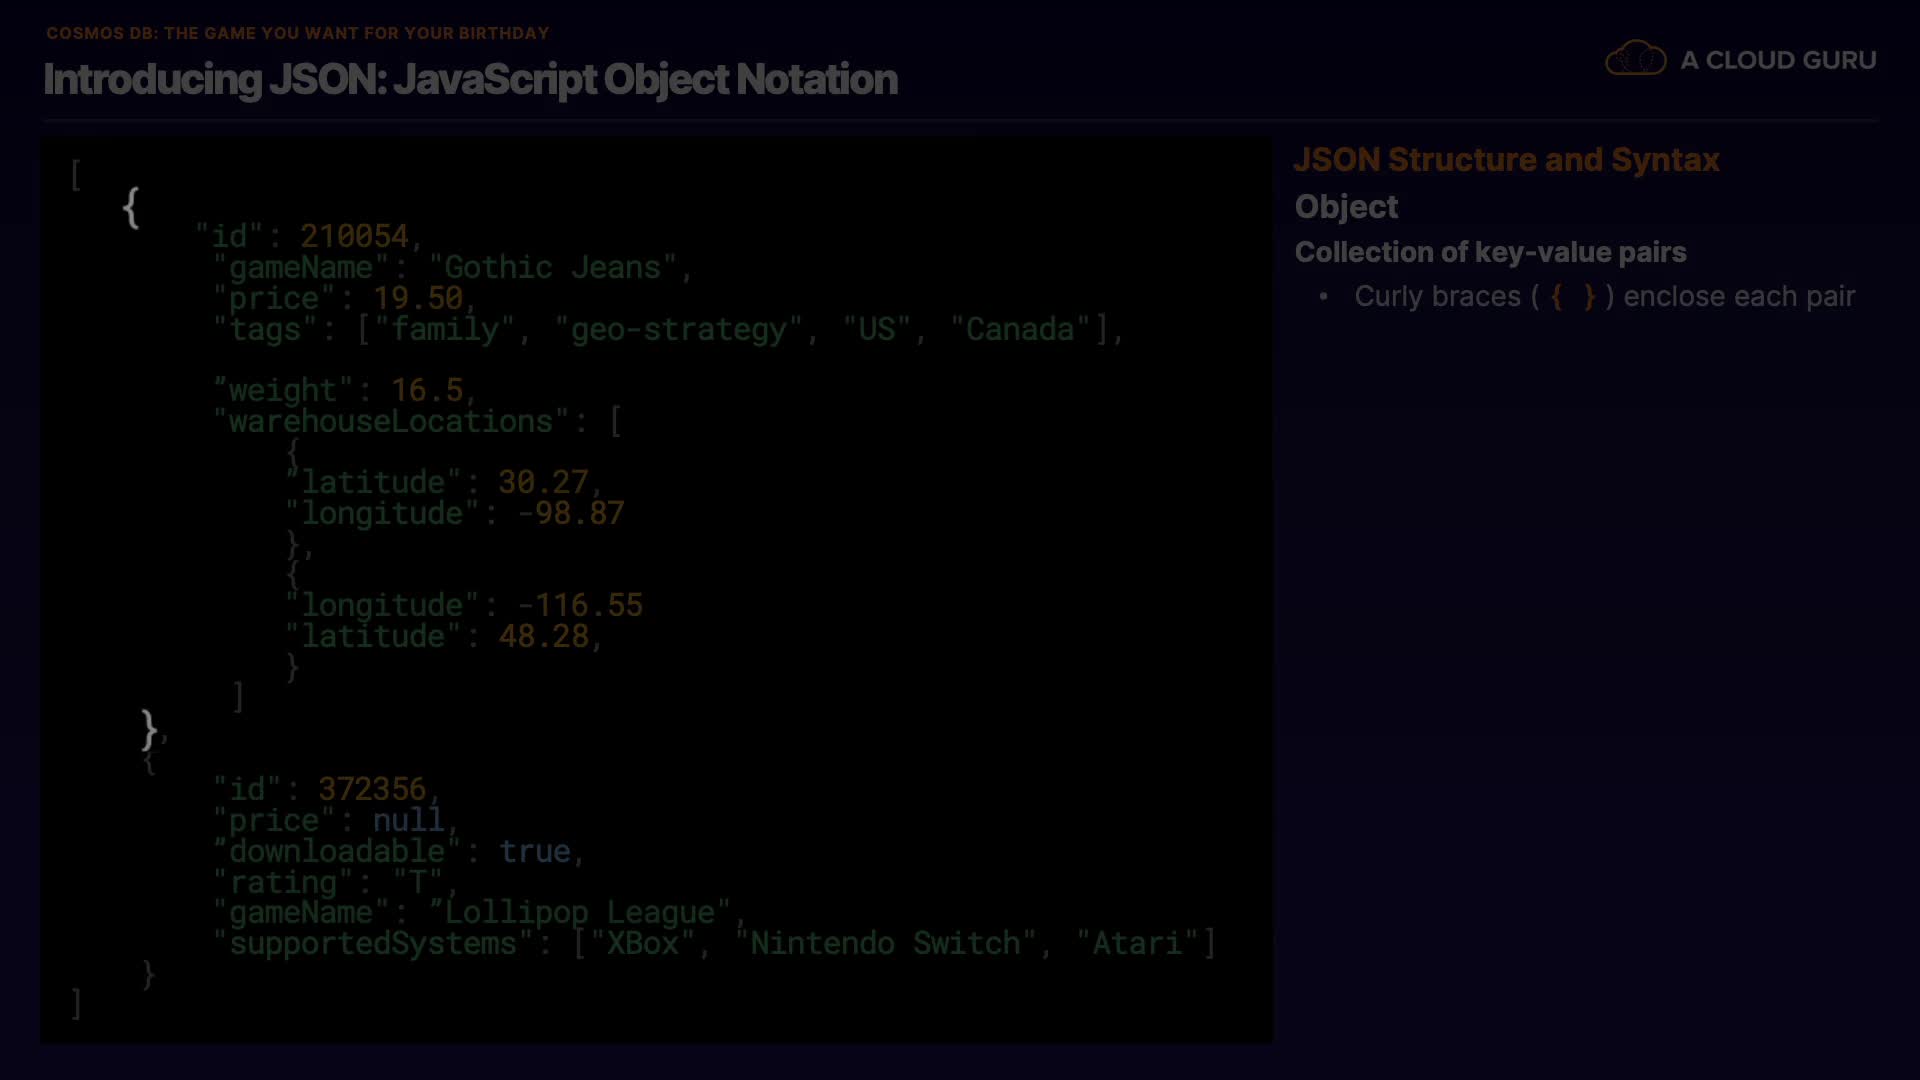 COSMOS DB: THE GAME YOU WANT FOR YOUR BIRTHDAY
Introducing JSON: JavaScript Object Notation
A CLOUD GURU
[
{
"id": 210054,
"gameName": "Gothic Jeans",
"price": 19.50,
"tags": ["family", "geo-strategy", "US", "Canada"],
”weight": 16.5,
"warehouseLocations": [
{
”latitude": 30.27,
"longitude": -98.87
},
{
"longitude": -116.55
"latitude": 48.28,
}
]
},
{
"id": 372356,
"price": null,
”downloadable": true,
"rating": "T",
"gameName": ”Lollipop League",
"supportedSystems": ["XBox", "Nintendo Switch", "Atari"]
}
]
JSON Structure and Syntax
Object
Collection of key-value pairs
• Curly braces ( { } ) enclose each pair